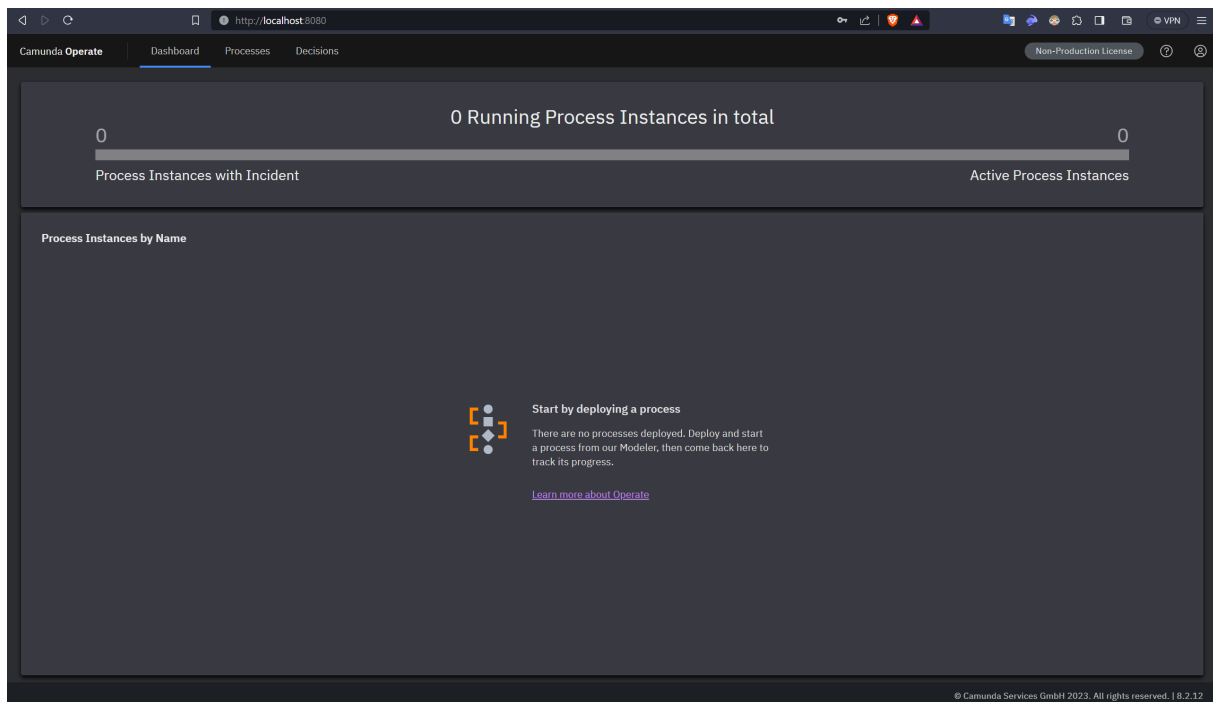 http://localhost:8080
VPN
Camunda Operate
Dashboard
Processes
Decisions
Non-Production License
0 Running Process Instances in total
0
0
Process Instances with Incident
Active Process Instances
Process Instances by Name
Start by deploying a process
There are no processes deployed. Deploy and start
a process from our Modeler, then come back here to
track its progress.
Learn more about Operate
© Camunda Services GmbH 2023. All rights reserved. | 8.2.12